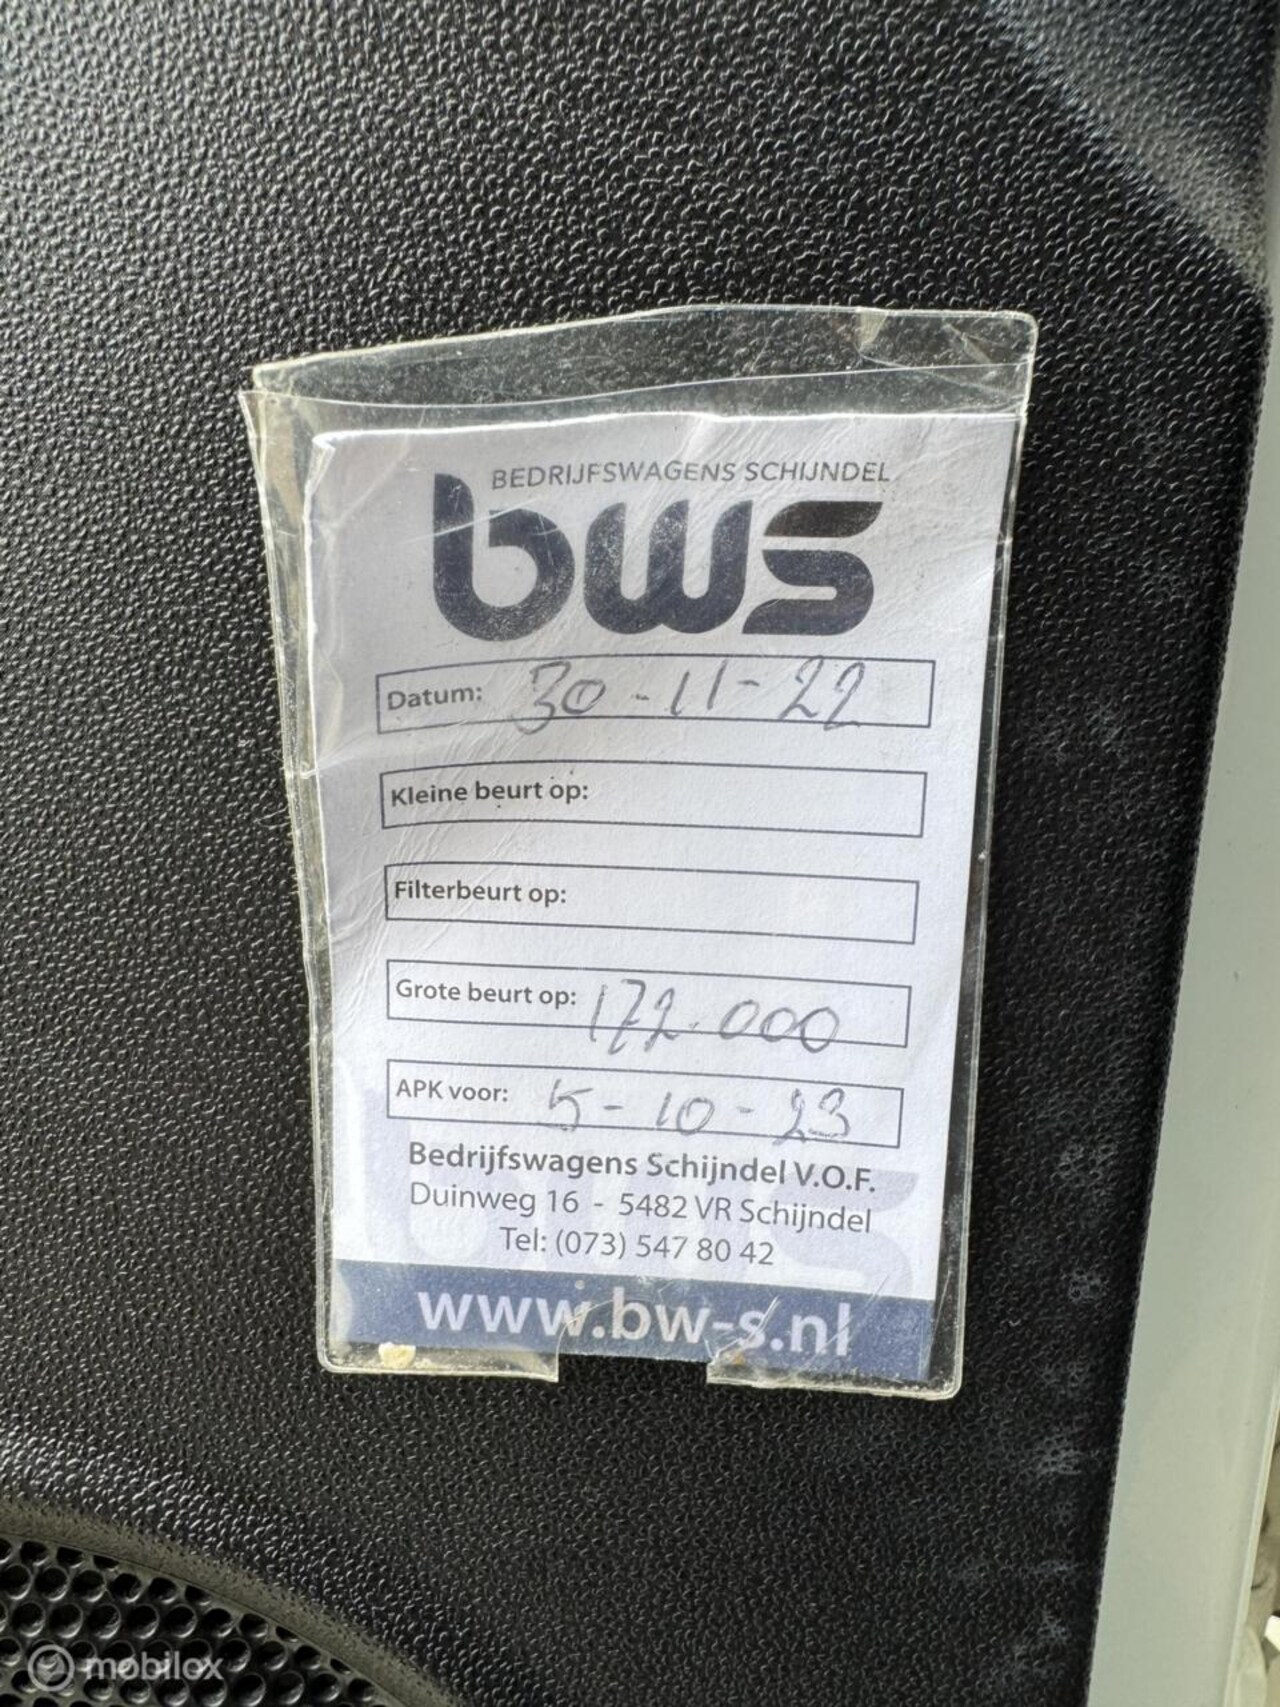 BEDRIJFSWAGENS SCHIJNDEL
bws
Datum: 30-11-22
Kleine beurt op:
Filterbeurt op:
Grote beurt op: 172.000
APK voor: 5-10-23
Bedrijfswagens Schijndel V.O.F.
Duinweg 16 - 5482 VR Schijndel
Tel: (073) 547 80 42
www.bw-s.nl
mobilox